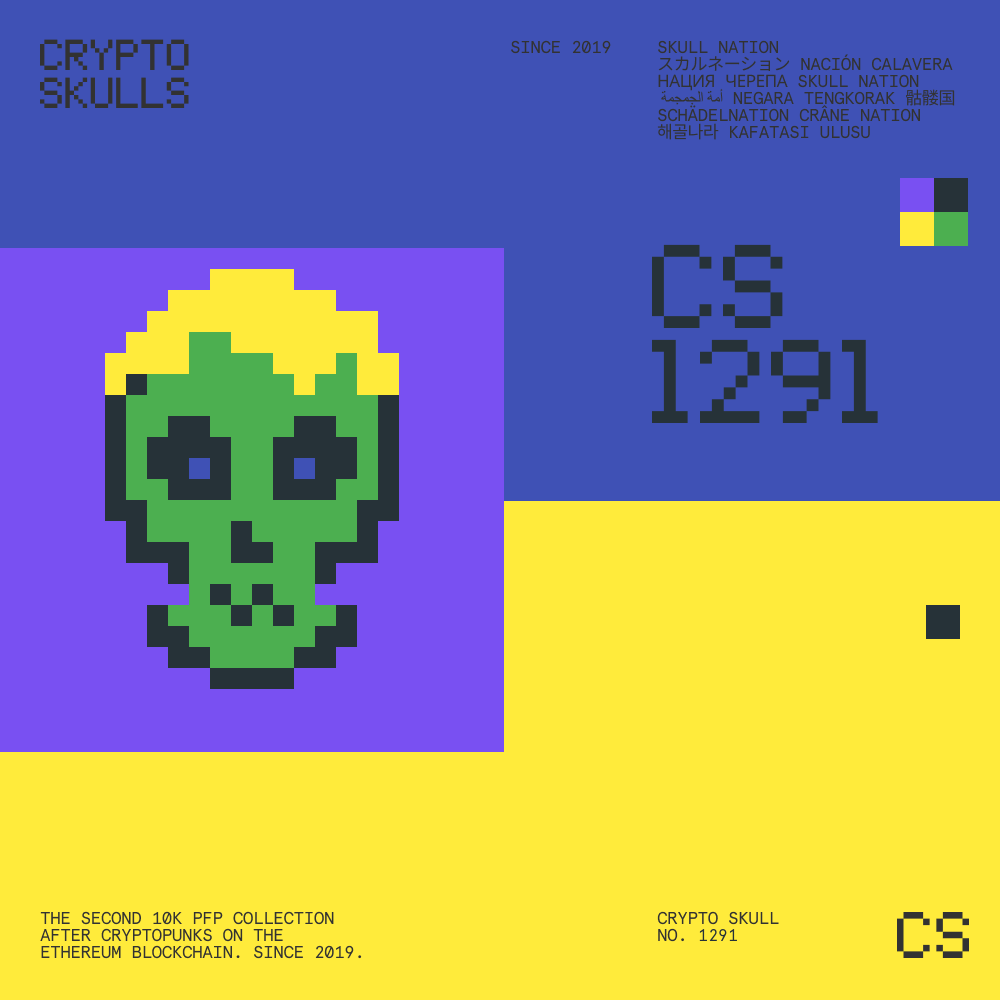 CRYPTO
SKULLS
SINCE 2019
SKULL NATION
スカルネーション NACIÓN CALAVERA
НАЦИЯ ЧЕРЕПА SKULL NATION
أمة الجمجمة NEGARA TENGKORAK 骷髅国
SCHÄDELNATION CRÂNE NATION
해골나라 KAFATASI ULUSU
CS
1291
THE SECOND 10K PFP COLLECTION
AFTER CRYPTOPUNKS ON THE
ETHEREUM BLOCKCHAIN. SINCE 2019.
CRYPTO SKULL
NO. 1291
CS